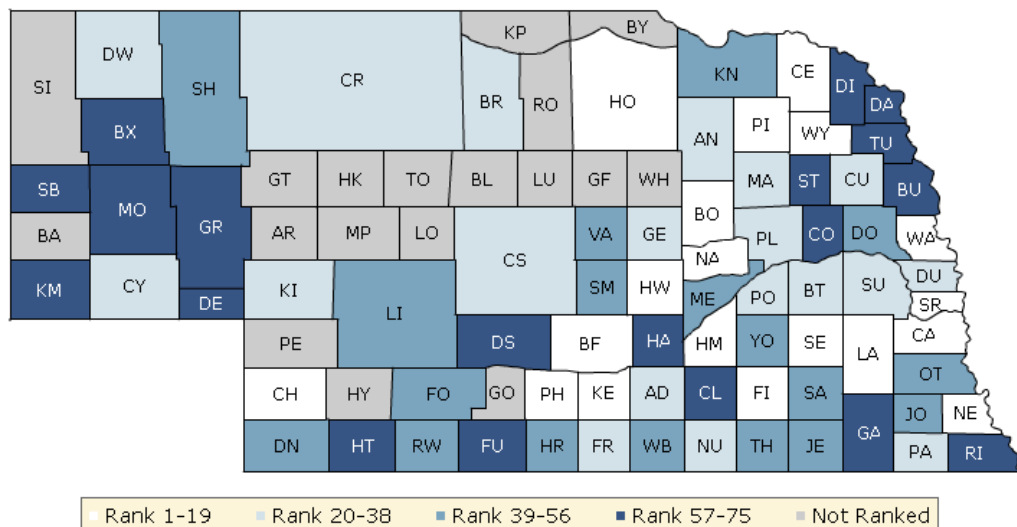 KP BY
DW SI SH CR BR RO HO KN CE DI DA
BX AN PI WY TU
SB MO GR GT HK TO BL LU GF WH MA ST CU BU
BA AR MP LO CS VA GE BO PL CO DO WA
KM CY DE KI LI SM HW NA ME PO BT SU DU SR
PE DS BF HA HM YO SE LA CA
CH HY FO GO PH KE AD CL FI SA OT
DN HT RW FU HR FR WB NU TH JE GA JO NE PA RI
Rank 1-19 Rank 20-38 Rank 39-56 Rank 57-75 Not Ranked